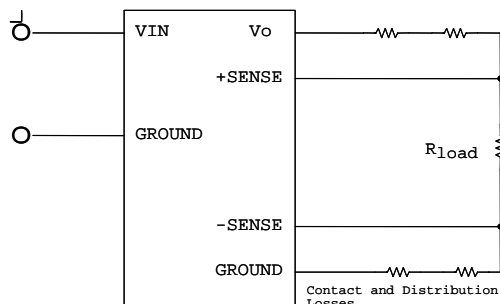 VIN
Vo
+SENSE
GROUND
Rload
-SENSE
GROUND
Contact and Distribution
Losses